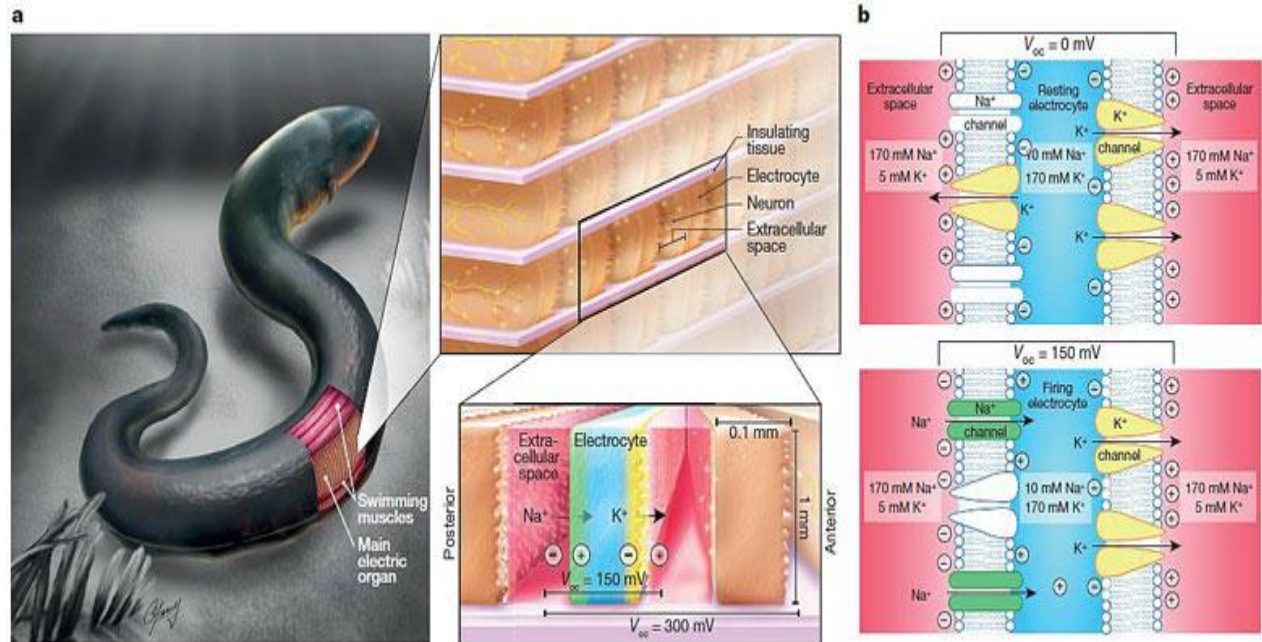 a
Insulating
tissue
Electrocyte
Neuron
Extracellular
space
Swimming
muscles
Main
electric
organ
Posterior
Extra-
cellular
space
Electrocyte
0.1 mm
1 mm
Na⁺
K⁺
Anterior
V_oc = 150 mV
V_oc = 300 mV
b
V_oc = 0 mV
Extracellular
space
Na⁺
channel
Resting
electrocyte
K⁺
K⁺
channel
Extracellular
space
170 mM Na⁺
5 mM K⁺
10 mM Na⁺
170 mM K⁺
170 mM Na⁺
5 mM K⁺
K⁺
K⁺
V_oc = 150 mV
Firing
electrocyte
Na⁺
Na⁺
channel
K⁺
K⁺
channel
170 mM Na⁺
5 mM K⁺
10 mM Na⁺
170 mM K⁺
170 mM Na⁺
5 mM K⁺
K⁺
Na⁺